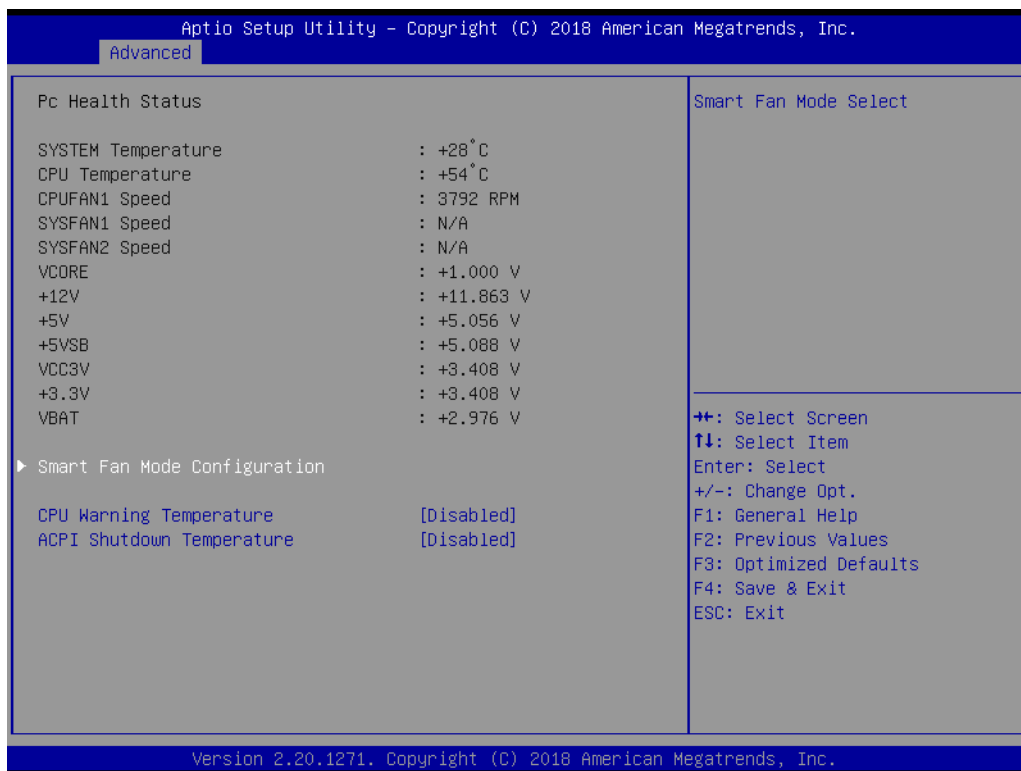 Aptio Setup Utility – Copyright (C) 2018 American Megatrends, Inc.
Advanced
Pc Health Status
SYSTEM Temperature : +28°C
CPU Temperature : +54°C
CPUFAN1 Speed : 3792 RPM
SYSFAN1 Speed : N/A
SYSFAN2 Speed : N/A
VCORE : +1.000 V
+12V : +11.863 V
+5V : +5.056 V
+5VSB : +5.088 V
VCC3V : +3.408 V
+3.3V : +3.408 V
VBAT : +2.976 V
▶ Smart Fan Mode Configuration
CPU Warning Temperature [Disabled]
ACPI Shutdown Temperature [Disabled]
Smart Fan Mode Select
→←: Select Screen
↑↓: Select Item
Enter: Select
+/-: Change Opt.
F1: General Help
F2: Previous Values
F3: Optimized Defaults
F4: Save & Exit
ESC: Exit
Version 2.20.1271. Copyright (C) 2018 American Megatrends, Inc.